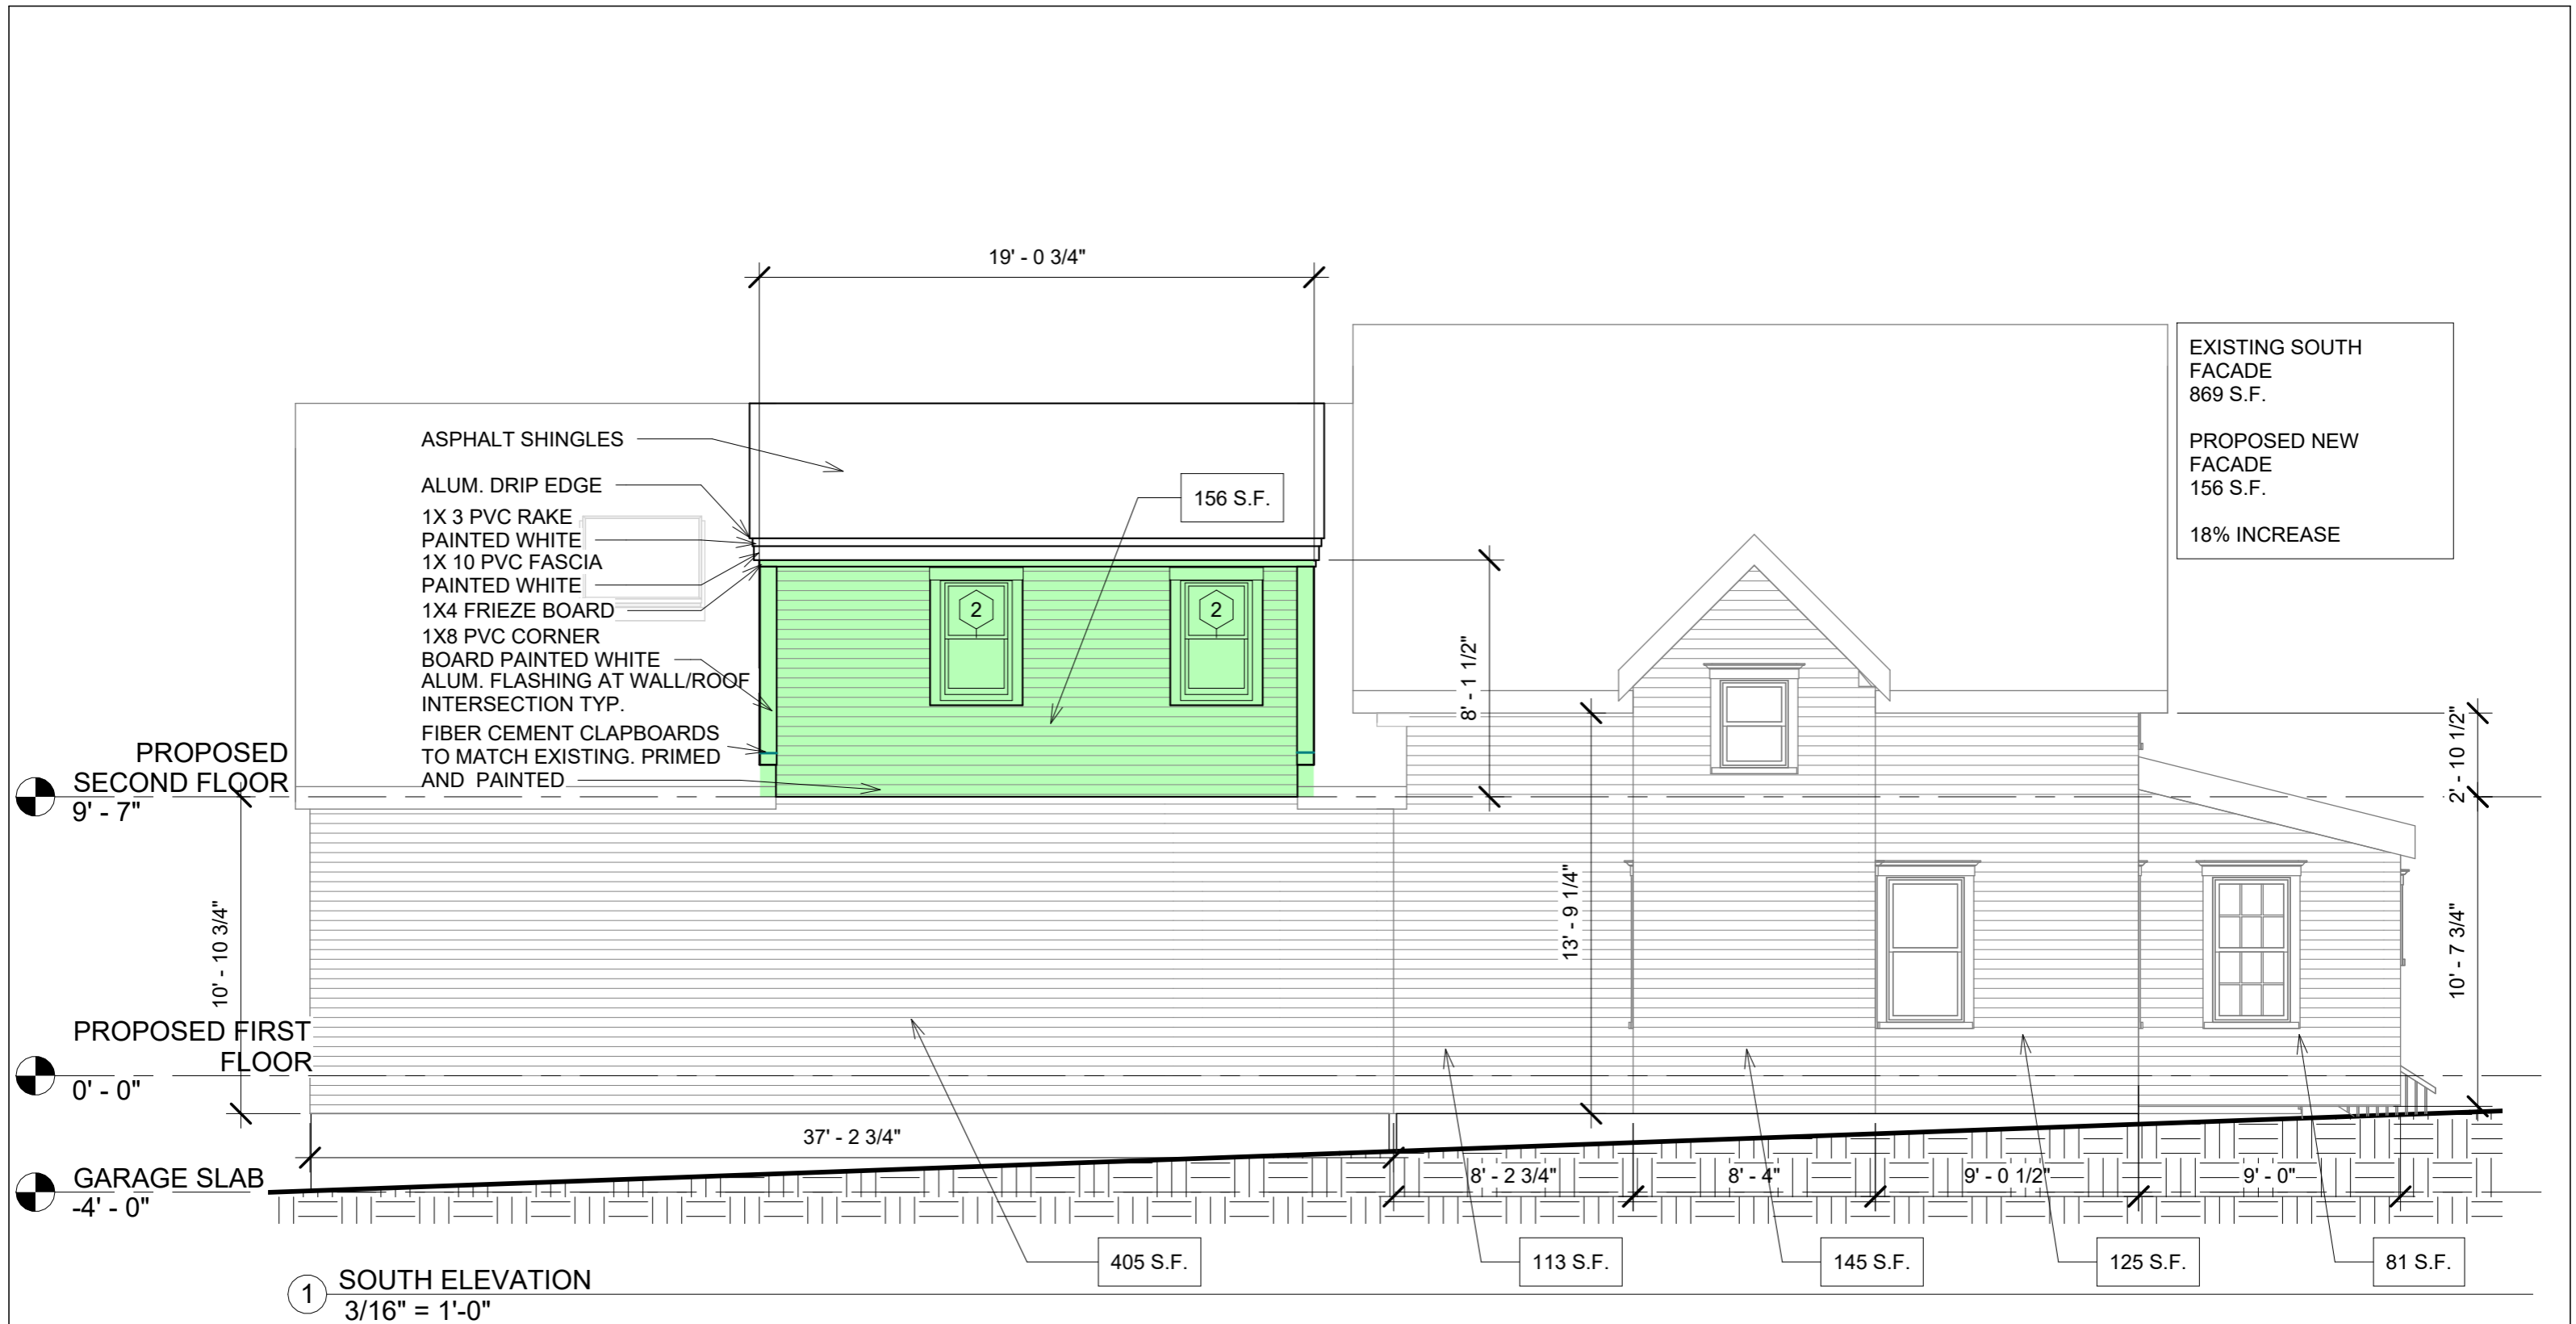 19' - 0 3/4"
EXISTING SOUTH
FACADE
869 S.F.
PROPOSED NEW
FACADE
156 S.F.
18% INCREASE
ASPHALT SHINGLES
ALUM. DRIP EDGE
1X 3 PVC RAKE
PAINTED WHITE
1X 10 PVC FASCIA
PAINTED WHITE
1X4 FRIEZE BOARD
1X8 PVC CORNER
BOARD PAINTED WHITE
ALUM. FLASHING AT WALL/ROOF
INTERSECTION TYP.
FIBER CEMENT CLAPBOARDS
TO MATCH EXISTING. PRIMED
AND PAINTED
156 S.F.
2
2
8' - 1 1/2"
2' - 10 1/2"
PROPOSED
SECOND FLOOR
9' - 7"
10' - 10 3/4"
13' - 9 1/4"
10' - 7 3/4"
PROPOSED FIRST
FLOOR
0' - 0"
37' - 2 3/4"
GARAGE SLAB
-4' - 0"
8' - 2 3/4"
8' - 4"
9' - 0 1/2"
9' - 0"
405 S.F.
113 S.F.
145 S.F.
125 S.F.
81 S.F.
1
SOUTH ELEVATION
3/16" = 1'-0"